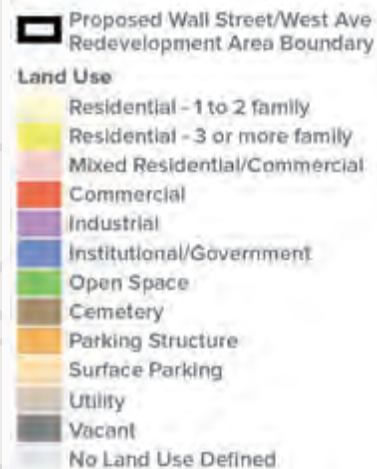 Proposed Wall Street/West Ave
Redevelopment Area Boundary
Land Use
Residential - 1 to 2 family
Residential - 3 or more family
Mixed Residential/Commercial
Commercial
Industrial
Institutional/Government
Open Space
Cemetery
Parking Structure
Surface Parking
Utility
Vacant
No Land Use Defined